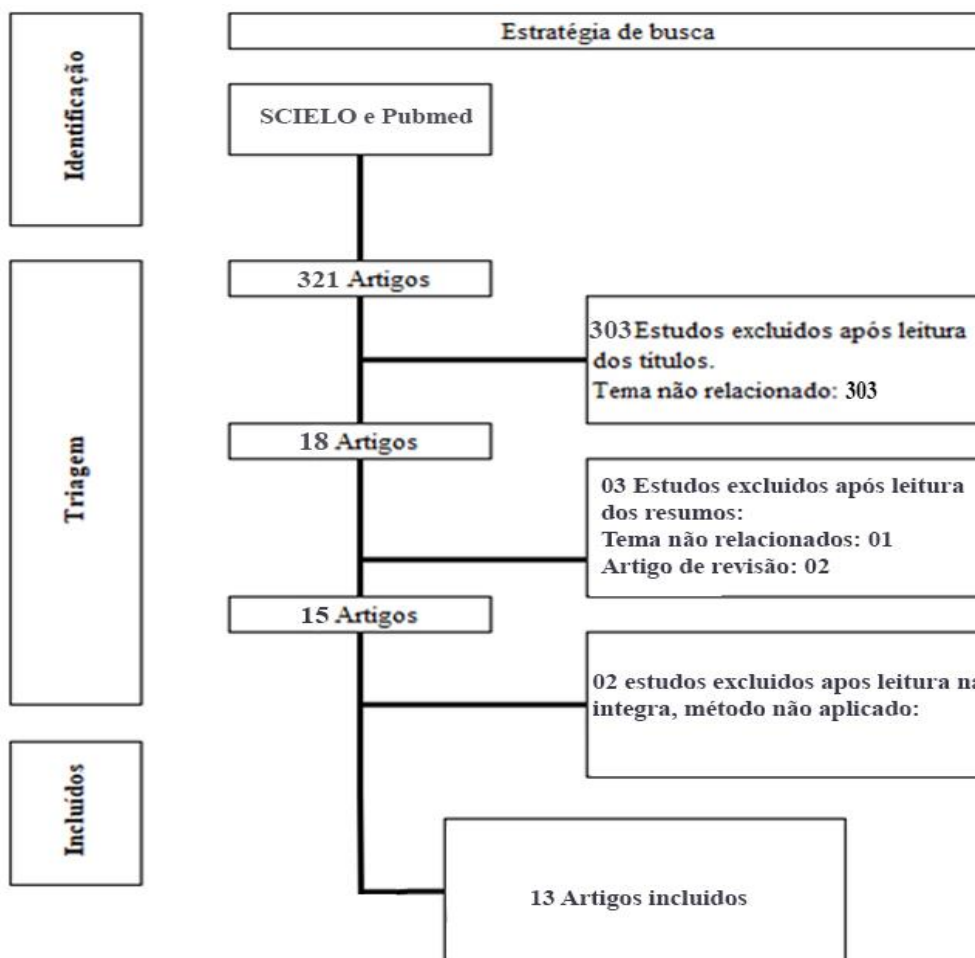 Estratégia de busca
Identificação
SCIELO e Pubmed
Triagem
321 Artigos
303 Estudos excluidos após leitura
dos títulos.
Tema não relacionado: 303
18 Artigos
03 Estudos excluidos após leitura
dos resumos:
Tema não relacionados: 01
Artigo de revisão: 02
15 Artigos
02 estudos excluidos apos leitura na
integra, método não aplicado:
Incluídos
13 Artigos incluidos